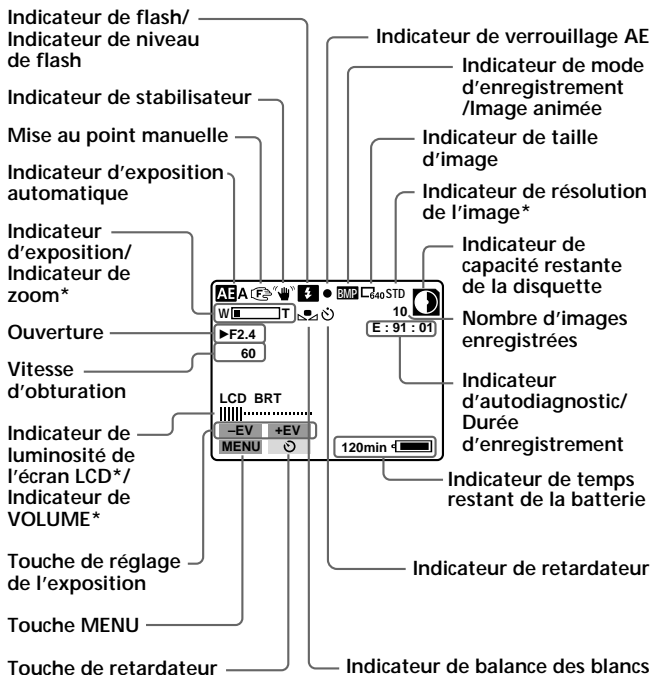 Indicateur de flash/
Indicateur de niveau
de flash
Indicateur de stabilisateur
Mise au point manuelle
Indicateur d'exposition
automatique
Indicateur
d'exposition/
Indicateur de
zoom*
Ouverture
Vitesse
d'obturation
Indicateur de
luminosité de
l'écran LCD*/
Indicateur de
VOLUME*
Touche de réglage
de l'exposition
Touche MENU
Touche de retardateur
AE A F BMP 640 STD
W T 10
►F2.4 E : 91 : 01
60
LCD BRT
–EV +EV
MENU 120min
Indicateur de verrouillage AE
Indicateur de mode
d'enregistrement
/Image animée
Indicateur de taille
d'image
Indicateur de résolution
de l'image*
Indicateur de
capacité restante
de la disquette
Nombre d'images
enregistrées
Indicateur
d'autodiagnostic/
Durée
d'enregistrement
Indicateur de temps
restant de la batterie
Indicateur de retardateur
Indicateur de balance des blancs